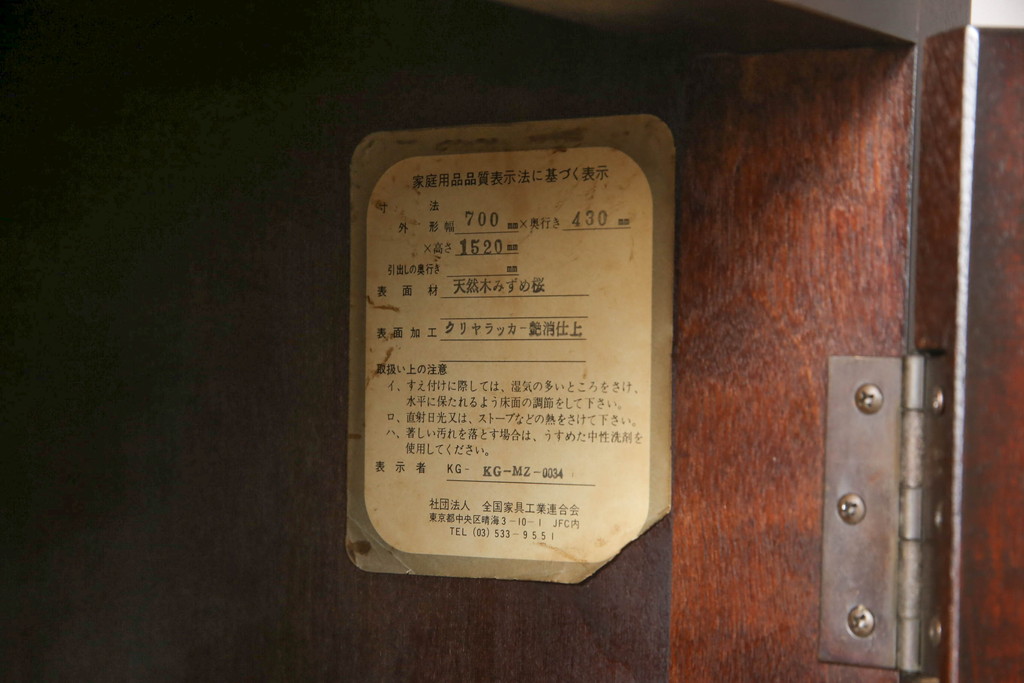 家庭用品品質表示法に基づく表示
寸法
外形 幅 700 ㎜×奥行き 430 ㎜
×高さ 1520 ㎜
引出しの奥行き ㎜
表面材 天然木みずめ桜
表面加工 クリヤラッカー艶消仕上
取扱い上の注意
イ、すえ付けに際しては、湿気の多いところをさけ、
水平に保たれるよう床面の調節をして下さい。
ロ、直射日光又は、ストーブなどの熱をさけて下さい。
ハ、著しい汚れを落とす場合は、うすめた中性洗剤を
使用してください。
表示者 KG- KG-MZ-0034
社団法人 全国家具工業連合会
東京都中央区晴海3-10-1 JFC内
TEL (03) 533-9551